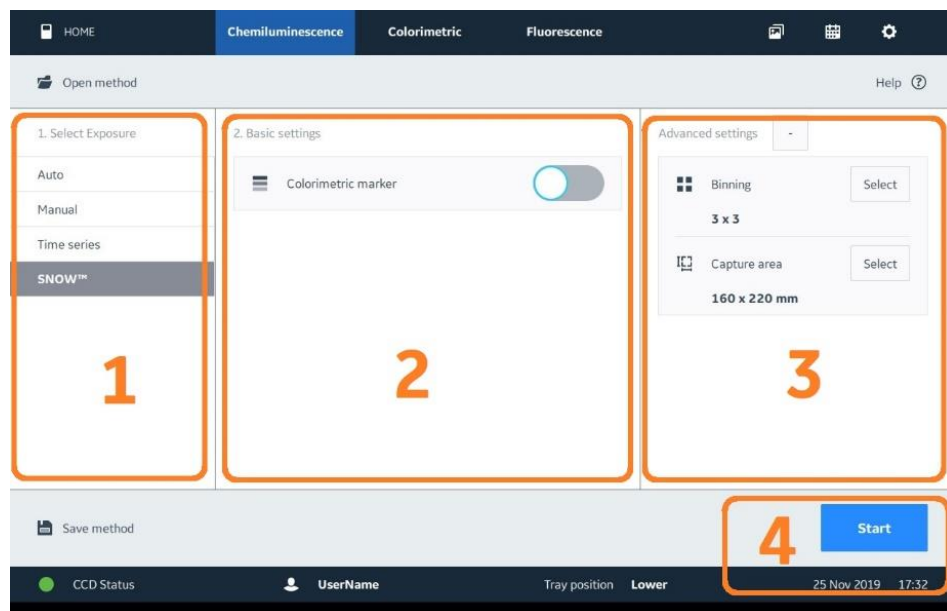 HOME Chemiluminescence Colorimetric Fluorescence
Open method Help ?
1. Select Exposure
Auto
Manual
Time series
SNOW™
1
2. Basic settings
Colorimetric marker
2
Advanced settings -
Binning Select
3 x 3
Capture area Select
160 x 220 mm
3
Save method
4 Start
CCD Status UserName Tray position Lower 25 Nov 2019 17:32